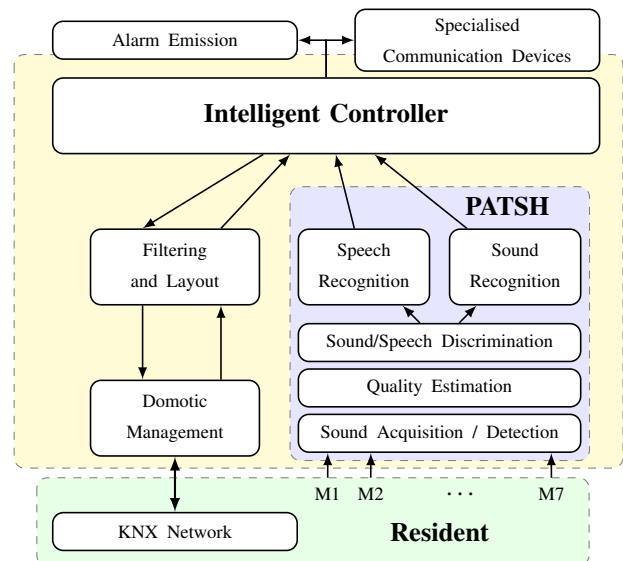 Alarm Emission
Specialised
Communication Devices
Intelligent Controller
PATSH
Filtering
and Layout
Speech
Recognition
Sound
Recognition
Sound/Speech Discrimination
Quality Estimation
Domotic
Management
Sound Acquisition / Detection
M1 M2 ... M7
KNX Network
Resident